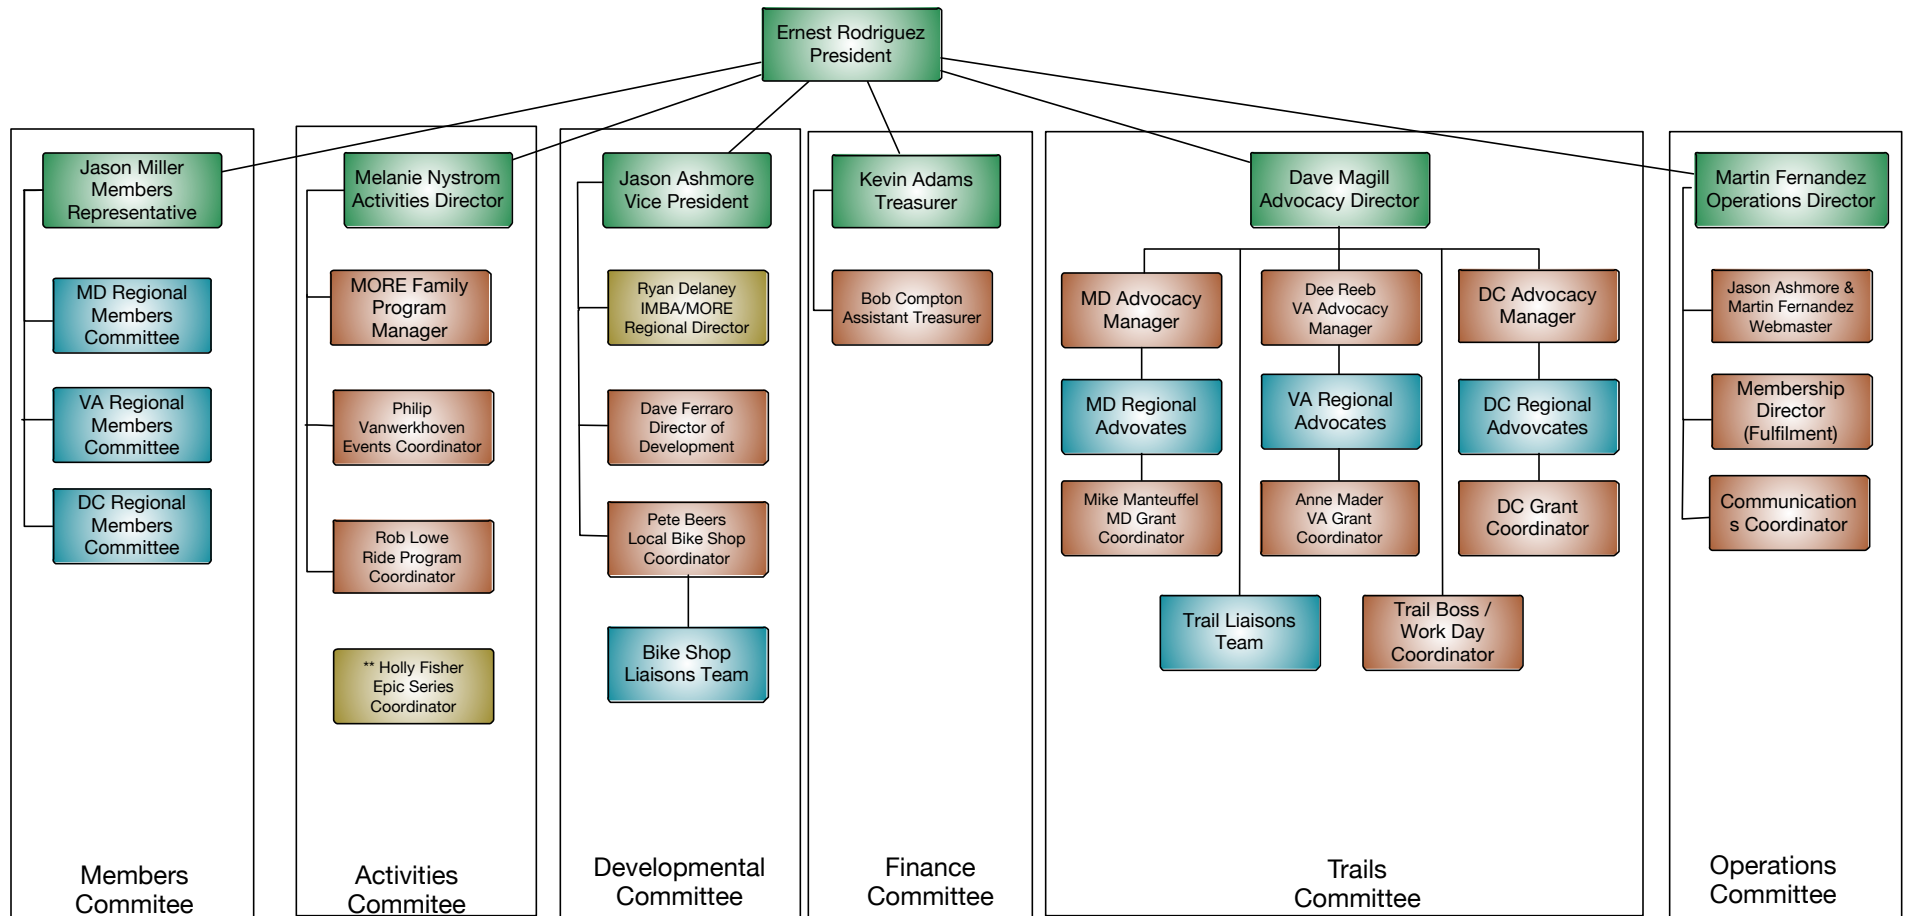 Ernest Rodriguez
President
Jason Miller
Members
Representative
MD Regional
Members
Committee
VA Regional
Members
Committee
DC Regional
Members
Committee
Members
Commitee
Melanie Nystrom
Activities Director
MORE Family
Program
Manager
Philip
Vanwerkhoven
Events Coordinator
Rob Lowe
Ride Program
Coordinator
** Holly Fisher
Epic Series
Coordinator
Activities
Commitee
Jason Ashmore
Vice President
Ryan Delaney
IMBA/MORE
Regional Director
Dave Ferraro
Director of
Development
Pete Beers
Local Bike Shop
Coordinator
Bike Shop
Liaisons Team
Developmental
Committee
Kevin Adams
Treasurer
Bob Compton
Assistant Treasurer
Finance
Committee
Dave Magill
Advocacy Director
MD Advocacy
Manager
MD Regional
Advovates
Mike Manteuffel
MD Grant
Coordinator
Dee Reeb
VA Advocacy
Manager
VA Regional
Advocates
Anne Mader
VA Grant
Coordinator
DC Advocacy
Manager
DC Regional
Advovcates
DC Grant
Coordinator
Trail Liaisons
Team
Trail Boss /
Work Day
Coordinator
Trails
Committee
Martin Fernandez
Operations Director
Jason Ashmore &
Martin Fernandez
Webmaster
Membership
Director
(Fulfilment)
Communication
s Coordinator
Operations
Committee